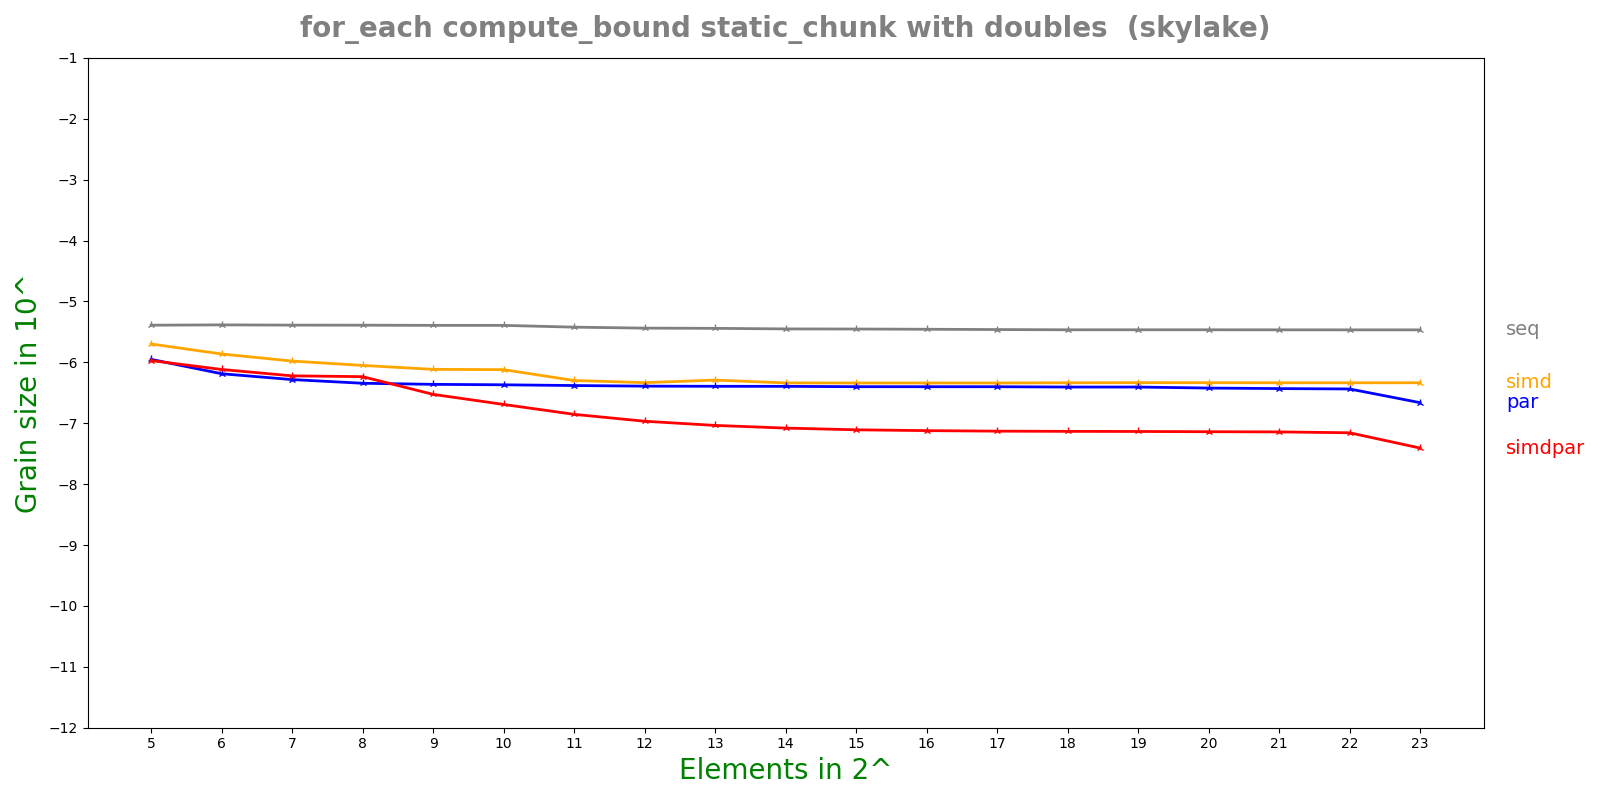 for_each compute_bound static_chunk with doubles (skylake)
Grain size in 10^
−1
−2
−3
−4
−5
−6
−7
−8
−9
−10
−11
−12
seq
simd
par
simdpar
5 6 7 8 9 10 11 12 13 14 15 16 17 18 19 20 21 22 23
Elements in 2^